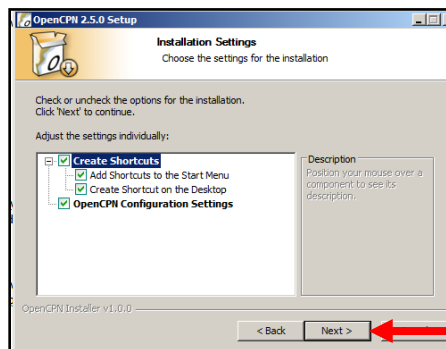 OpenCPN 2.5.0 Setup
Installation Settings
Choose the settings for the installation
Check or uncheck the options for the installation.
Click 'Next' to continue.
Adjust the settings individually:
Create Shortcuts
Add Shortcuts to the Start Menu
Create Shortcut on the Desktop
OpenCPN Configuration Settings
Description
Position your mouse over a
component to see its
description.
OpenCPN Installer v1.0.0
< Back
Next >